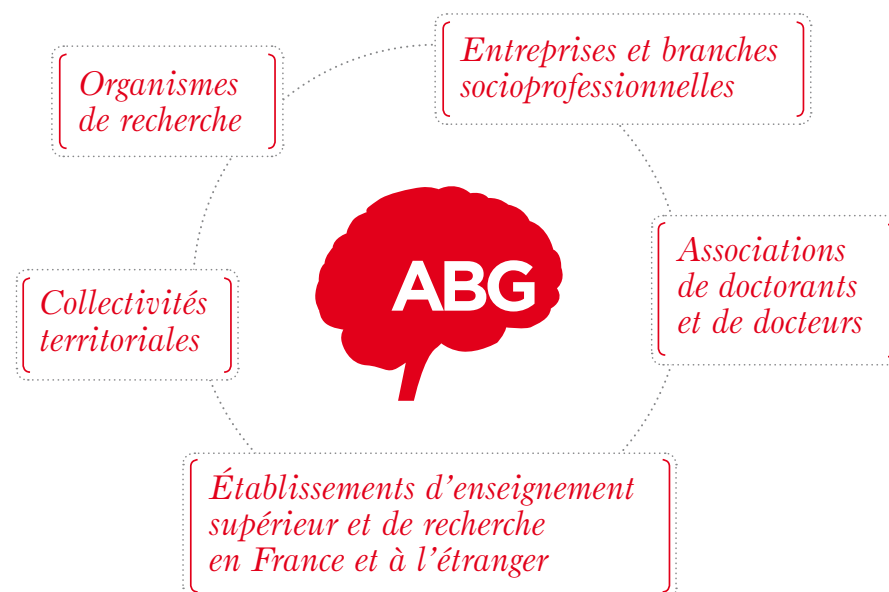 Organismes
de recherche
Entreprises et branches
socioprofessionnelles
ABG
Associations
de doctorants
et de docteurs
Collectivités
territoriales
Établissements d’enseignement
supérieur et de recherche
en France et à l’étranger